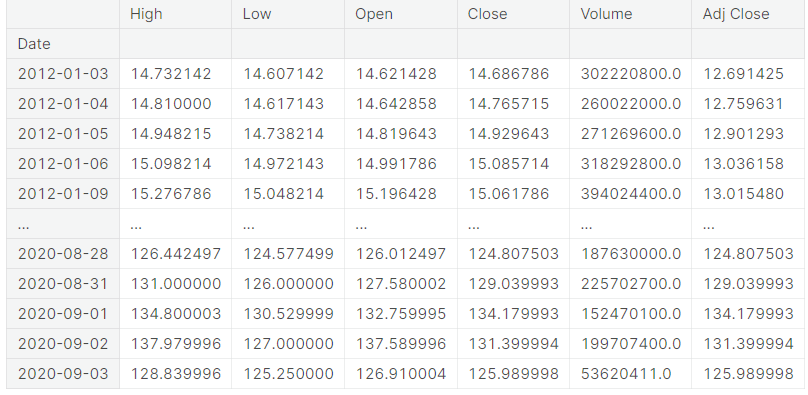 High Low Open Close Volume Adj Close
Date
2012-01-03 14.732142 14.607142 14.621428 14.686786 302220800.0 12.691425
2012-01-04 14.810000 14.617143 14.642858 14.765715 260022000.0 12.759631
2012-01-05 14.948215 14.738214 14.819643 14.929643 271269600.0 12.901293
2012-01-06 15.098214 14.972143 14.991786 15.085714 318292800.0 13.036158
2012-01-09 15.276786 15.048214 15.196428 15.061786 394024400.0 13.015480
... ... ... ... ... ... ...
2020-08-28 126.442497 124.577499 126.012497 124.807503 187630000.0 124.807503
2020-08-31 131.000000 126.000000 127.580002 129.039993 225702700.0 129.039993
2020-09-01 134.800003 130.529999 132.759995 134.179993 152470100.0 134.179993
2020-09-02 137.979996 127.000000 137.589996 131.399994 199707400.0 131.399994
2020-09-03 128.839996 125.250000 126.910004 125.989998 53620411.0 125.989998